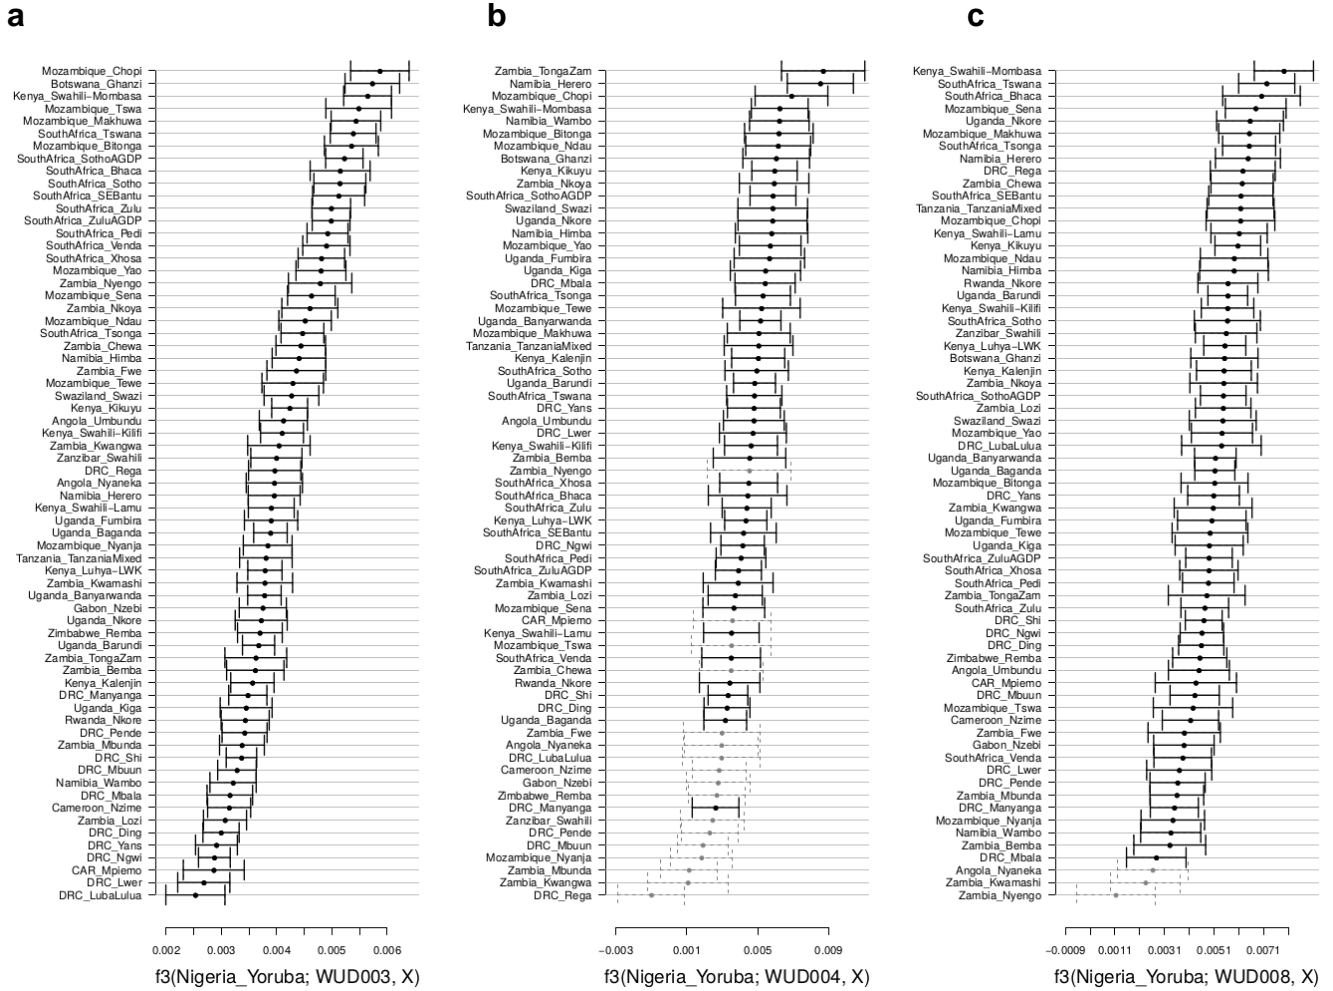 a
Mozambique_Chopi
Botswana_Ghanzi
Kenya_Swahili−Mombasa
Mozambique_Tswa
Mozambique_Makhuwa
SouthAfrica_Tswana
Mozambique_Bitonga
SouthAfrica_SothoAGDP
SouthAfrica_Bhaca
SouthAfrica_Sotho
SouthAfrica_SEBantu
SouthAfrica_Zulu
SouthAfrica_ZuluAGDP
SouthAfrica_Pedi
SouthAfrica_Venda
SouthAfrica_Xhosa
Mozambique_Yao
Zambia_Nyengo
Mozambique_Sena
Zambia_Nkoya
Mozambique_Ndau
SouthAfrica_Tsonga
Zambia_Chewa
Namibia_Himba
Zambia_Fwe
Mozambique_Tewe
Swaziland_Swazi
Kenya_Kikuyu
Angola_Umbundu
Kenya_Swahili−Kilifi
Zambia_Kwangwa
Zanzibar_Swahili
DRC_Rega
Angola_Nyaneka
Namibia_Herero
Kenya_Swahili−Lamu
Uganda_Fumbira
Uganda_Baganda
Mozambique_Nyanja
Tanzania_TanzaniaMixed
Kenya_Luhya−LWK
Zambia_Kwamashi
Uganda_Banyarwanda
Gabon_Nzebi
Uganda_Nkore
Zimbabwe_Remba
Uganda_Barundi
Zambia_TongaZam
Zambia_Bemba
Kenya_Kalenjin
DRC_Manyanga
Uganda_Kiga
Rwanda_Nkore
DRC_Pende
Zambia_Mbunda
DRC_Shi
DRC_Mbuun
Namibia_Wambo
DRC_Mbala
Cameroon_Nzime
Zambia_Lozi
DRC_Ding
DRC_Yans
DRC_Ngwi
CAR_Mpiemo
DRC_Lwer
DRC_LubaLulua
0.002 0.003 0.004 0.005 0.006
f3(Nigeria_Yoruba; WUD003, X)
b
Zambia_TongaZam
Namibia_Herero
Mozambique_Chopi
Kenya_Swahili−Mombasa
Namibia_Wambo
Mozambique_Bitonga
Mozambique_Ndau
Botswana_Ghanzi
Kenya_Kikuyu
Zambia_Nkoya
SouthAfrica_SothoAGDP
Swaziland_Swazi
Uganda_Nkore
Namibia_Himba
Mozambique_Yao
Uganda_Fumbira
Uganda_Kiga
DRC_Mbala
SouthAfrica_Tsonga
Mozambique_Tewe
Uganda_Banyarwanda
Mozambique_Makhuwa
Tanzania_TanzaniaMixed
Kenya_Kalenjin
SouthAfrica_Sotho
Uganda_Barundi
SouthAfrica_Tswana
DRC_Yans
Angola_Umbundu
DRC_Lwer
Kenya_Swahili−Kilifi
Zambia_Bemba
Zambia_Nyengo
SouthAfrica_Xhosa
SouthAfrica_Bhaca
SouthAfrica_Zulu
Kenya_Luhya−LWK
SouthAfrica_SEBantu
DRC_Ngwi
SouthAfrica_Pedi
SouthAfrica_ZuluAGDP
Zambia_Kwamashi
Zambia_Lozi
Mozambique_Sena
CAR_Mpiemo
Kenya_Swahili−Lamu
Mozambique_Tswa
SouthAfrica_Venda
Zambia_Chewa
Rwanda_Nkore
DRC_Shi
DRC_Ding
Uganda_Baganda
Zambia_Fwe
Angola_Nyaneka
DRC_LubaLulua
Cameroon_Nzime
Gabon_Nzebi
Zimbabwe_Remba
DRC_Manyanga
Zanzibar_Swahili
DRC_Pende
DRC_Mbuun
Mozambique_Nyanja
Zambia_Mbunda
Zambia_Kwangwa
DRC_Rega
−0.003 0.001 0.005 0.009
f3(Nigeria_Yoruba; WUD004, X)
c
Kenya_Swahili−Mombasa
SouthAfrica_Tswana
SouthAfrica_Bhaca
Mozambique_Sena
Uganda_Nkore
Mozambique_Makhuwa
SouthAfrica_Tsonga
Namibia_Herero
DRC_Rega
Zambia_Chewa
SouthAfrica_SEBantu
Tanzania_TanzaniaMixed
Mozambique_Chopi
Kenya_Swahili−Lamu
Kenya_Kikuyu
Mozambique_Ndau
Namibia_Himba
Rwanda_Nkore
Uganda_Barundi
Kenya_Swahili−Kilifi
SouthAfrica_Sotho
Zanzibar_Swahili
Kenya_Luhya−LWK
Botswana_Ghanzi
Kenya_Kalenjin
Zambia_Nkoya
SouthAfrica_SothoAGDP
Zambia_Lozi
Swaziland_Swazi
Mozambique_Yao
DRC_LubaLulua
Uganda_Banyarwanda
Uganda_Baganda
Mozambique_Bitonga
DRC_Yans
Zambia_Kwangwa
Uganda_Fumbira
Mozambique_Tewe
Uganda_Kiga
SouthAfrica_ZuluAGDP
SouthAfrica_Xhosa
SouthAfrica_Pedi
Zambia_TongaZam
SouthAfrica_Zulu
DRC_Shi
DRC_Ngwi
DRC_Ding
Zimbabwe_Remba
Angola_Umbundu
CAR_Mpiemo
DRC_Mbuun
Mozambique_Tswa
Cameroon_Nzime
Zambia_Fwe
Gabon_Nzebi
SouthAfrica_Venda
DRC_Lwer
DRC_Pende
Zambia_Mbunda
DRC_Manyanga
Mozambique_Nyanja
Namibia_Wambo
Zambia_Bemba
DRC_Mbala
Angola_Nyaneka
Zambia_Kwamashi
Zambia_Nyengo
−0.0009 0.0011 0.0031 0.0051 0.0071
f3(Nigeria_Yoruba; WUD008, X)